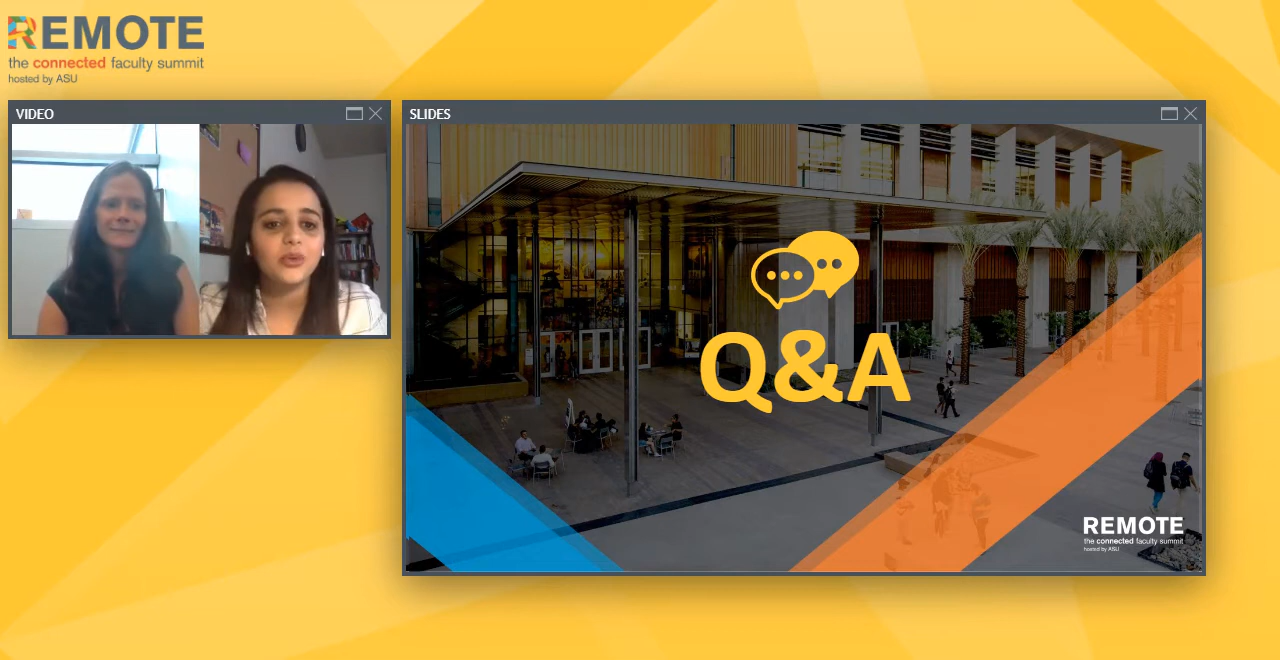 REMOTE
the connected faculty summit
hosted by ASU
VIDEO
SLIDES
Q&A
REMOTE
the connected faculty summit
hosted by ASU